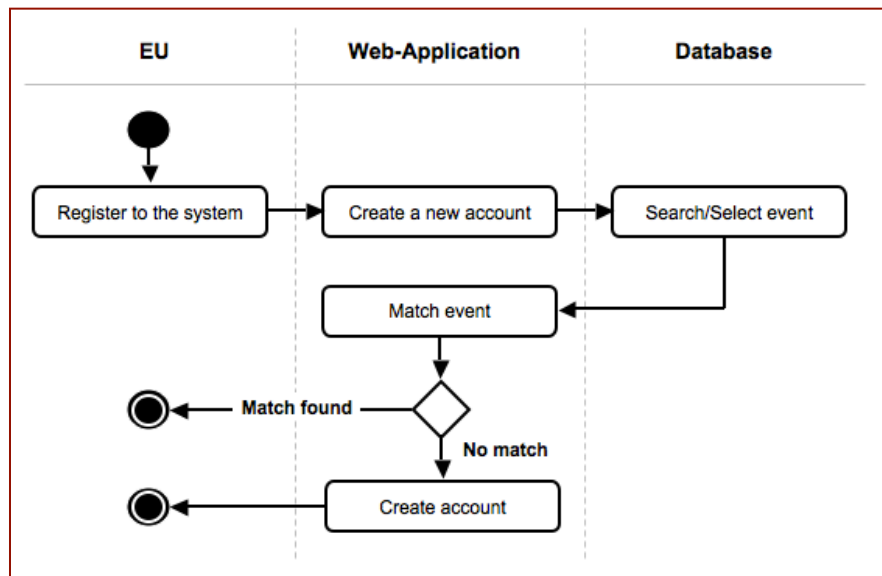 EU
Web-Application
Database
Register to the system
Create a new account
Search/Select event
Match event
Match found
No match
Create account